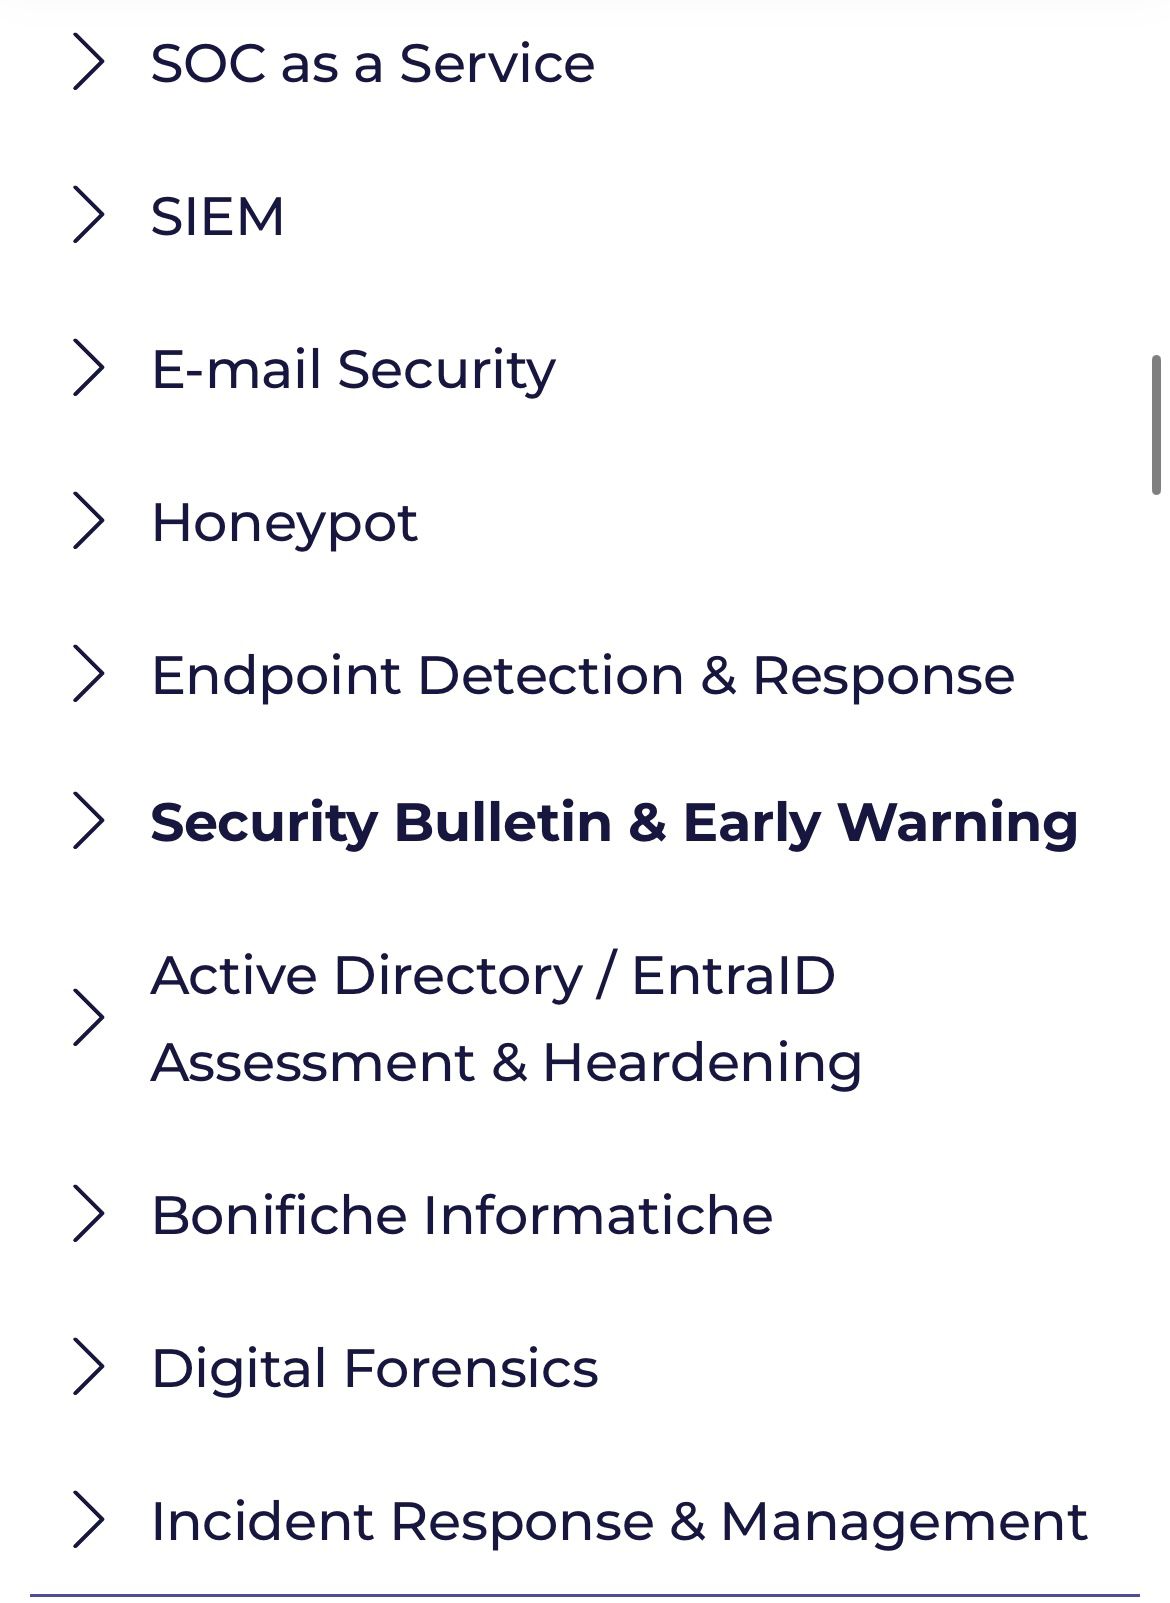 SOC as a Service
SIEM
E-mail Security
Honeypot
Endpoint Detection & Response
Security Bulletin & Early Warning
Active Directory / EntraID
Assessment & Heardening
Bonifiche Informatiche
Digital Forensics
Incident Response & Management